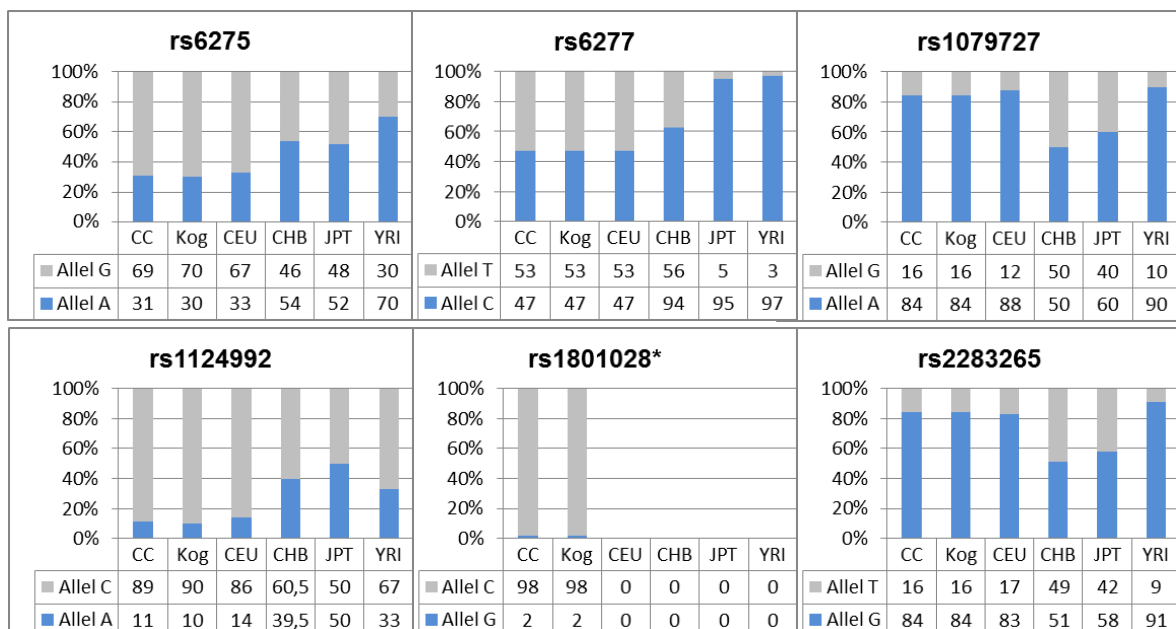 rs6275
100%
80%
60%
40%
20%
0%
CC Kog CEU CHB JPT YRI
Allel G 69 70 67 46 48 30
Allel A 31 30 33 54 52 70
rs6277
100%
80%
60%
40%
20%
0%
CC Kog CEU CHB JPT YRI
Allel T 53 53 53 56 5 3
Allel C 47 47 47 94 95 97
rs1079727
100%
80%
60%
40%
20%
0%
CC Kog CEU CHB JPT YRI
Allel G 16 16 12 50 40 10
Allel A 84 84 88 50 60 90
rs1124992
100%
80%
60%
40%
20%
0%
CC Kog CEU CHB JPT YRI
Allel C 89 90 86 60,5 50 67
Allel A 11 10 14 39,5 50 33
rs1801028*
100%
80%
60%
40%
20%
0%
CC Kog CEU CHB JPT YRI
Allel C 98 98 0 0 0 0
Allel G 2 2 0 0 0 0
rs2283265
100%
80%
60%
40%
20%
0%
CC Kog CEU CHB JPT YRI
Allel T 16 16 17 49 42 9
Allel G 84 84 83 51 58 91